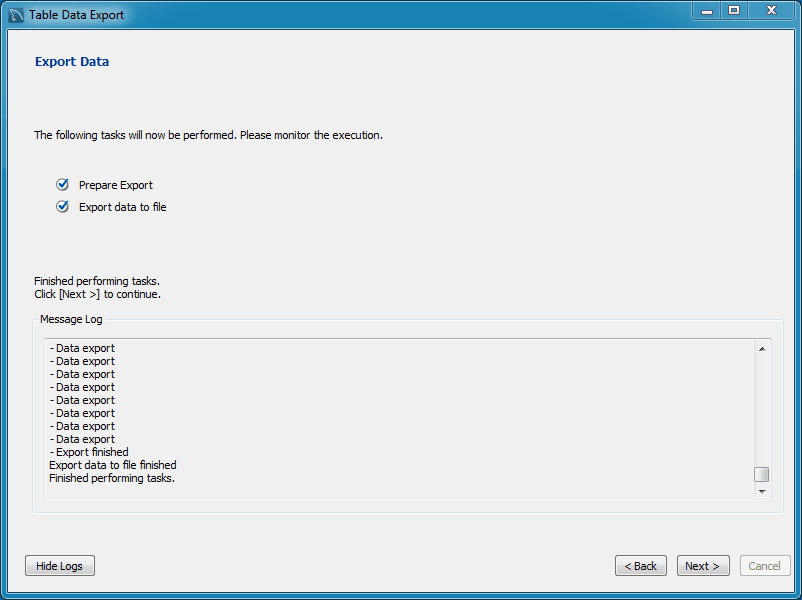 Table Data Export
Export Data
The following tasks will now be performed. Please monitor the execution.
Prepare Export
Export data to file
Finished performing tasks.
Click [Next >] to continue.
Message Log
- Data export
- Data export
- Data export
- Data export
- Data export
- Data export
- Data export
- Data export
- Export finished
Export data to file finished
Finished performing tasks.
Hide Logs
< Back
Next >
Cancel